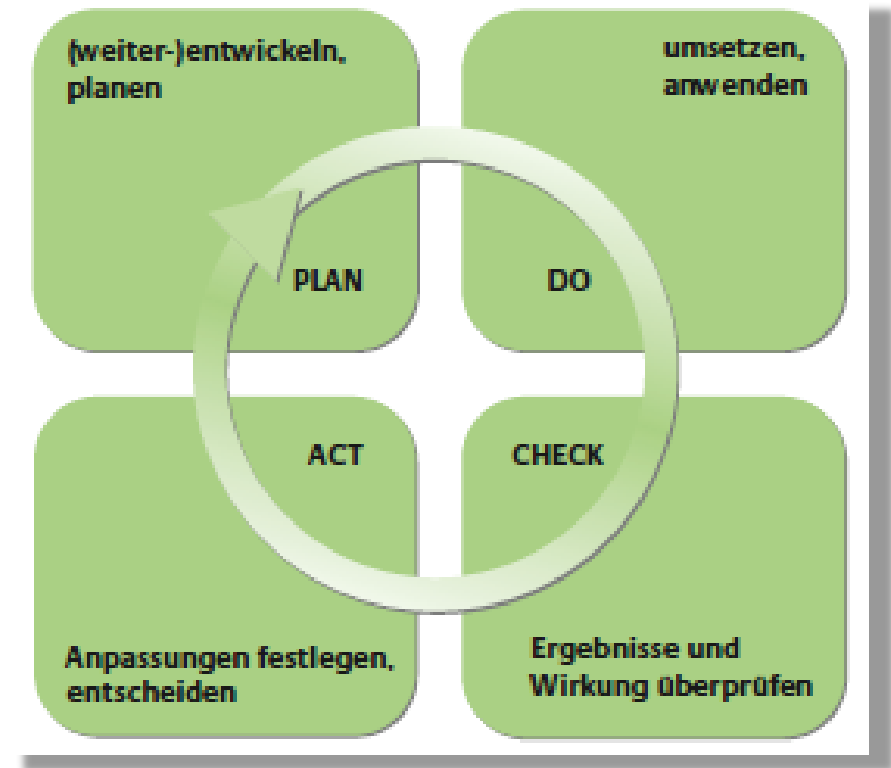 (weiter-)entwickeln,
planen
PLAN
umsetzen,
anwenden
DO
CHECK
Ergebnisse und
Wirkung überprüfen
ACT
Anpassungen festlegen,
entscheiden